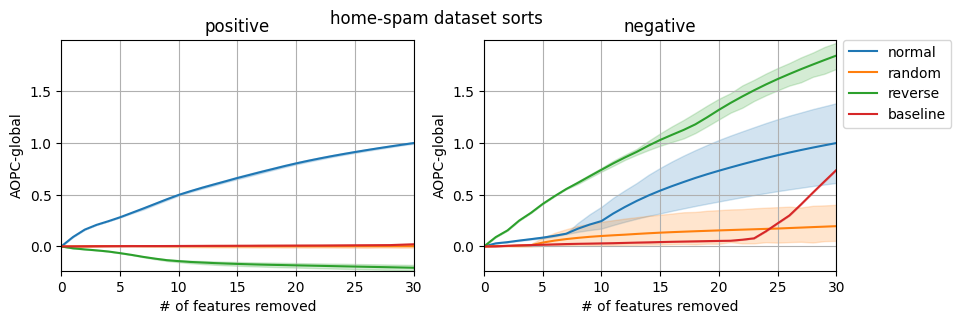 home-spam dataset sorts
positive
negative
AOPC-global
1.5
1.0
0.5
0.0
0 5 10 15 20 25 30
# of features removed
AOPC-global
1.5
1.0
0.5
0.0
0 5 10 15 20 25 30
# of features removed
normal
random
reverse
baseline